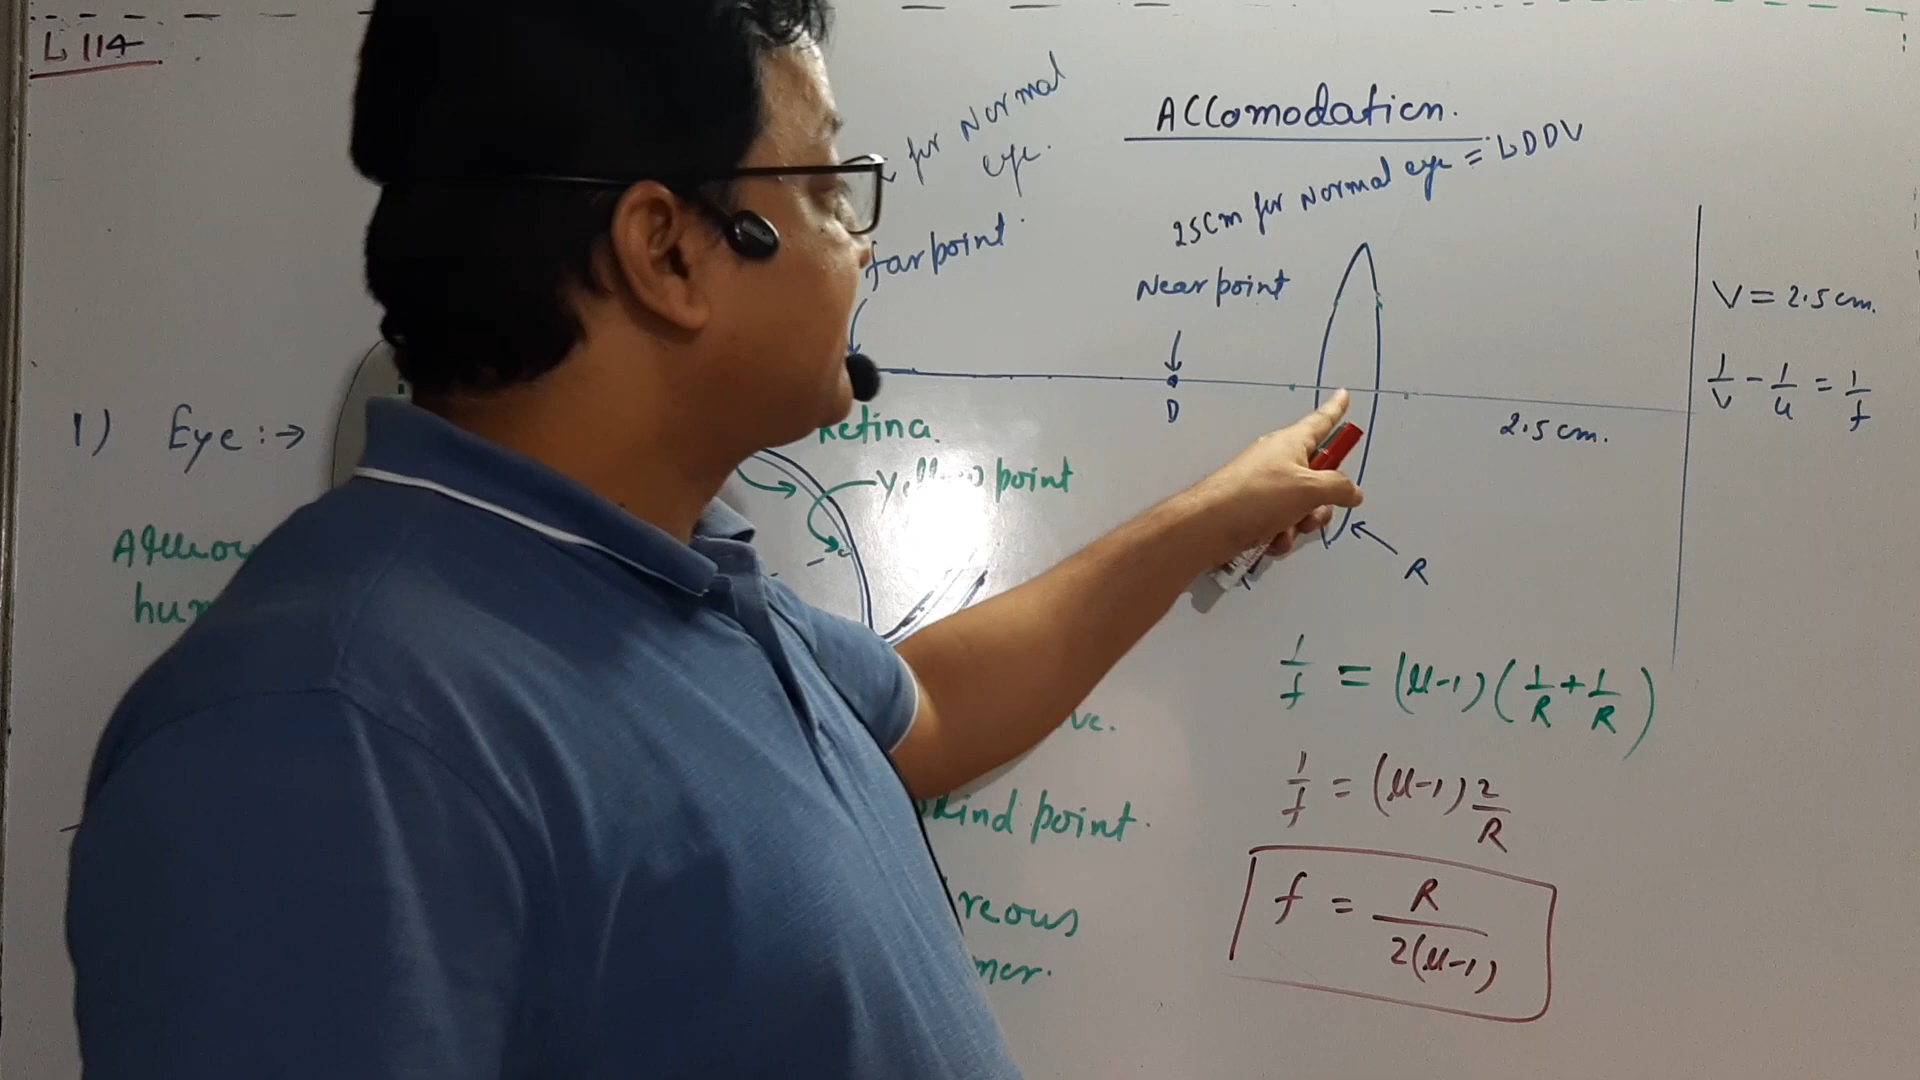 L 114
for Normal
eye.
far point
ACComodation.
25cm for Normal eye = LDDV
Near point
D
2.5 cm.
R
V = 2.5 cm.
1/v - 1/u = 1/f
1) Eye :→
Retina.
Yellow point
hum
ve.
blind point.
reous
mer.
1/f = (μ-1)(1/R + 1/R)
1/f = (μ-1) 2/R
f = R/2(μ-1)